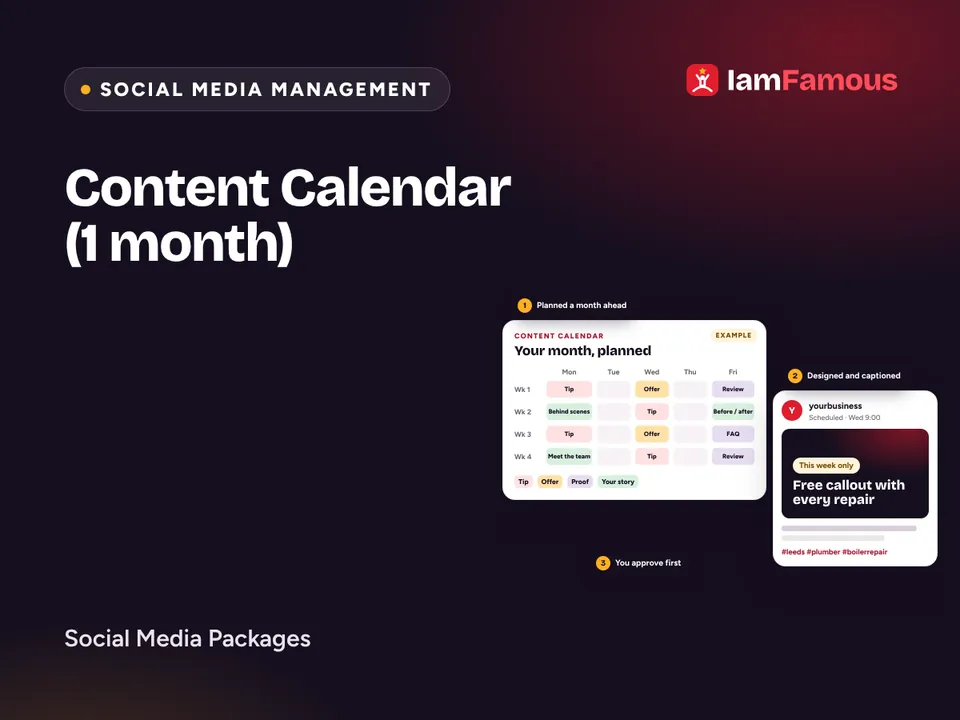 SOCIAL MEDIA MANAGEMENT
IamFamous
Content Calendar
(1 month)
1 Planned a month ahead
CONTENT CALENDAR
EXAMPLE
Your month, planned
Mon Tue Wed Thu Fri
Wk 1 Tip Offer Review
Wk 2 Behind scenes Tip Before / after
Wk 3 Tip Offer FAQ
Wk 4 Meet the team Tip Review
Tip Offer Proof Your story
2 Designed and captioned
Y yourbusiness
Scheduled · Wed 9:00
This week only
Free callout with
every repair
#leeds #plumber #boilerrepair
3 You approve first
Social Media Packages